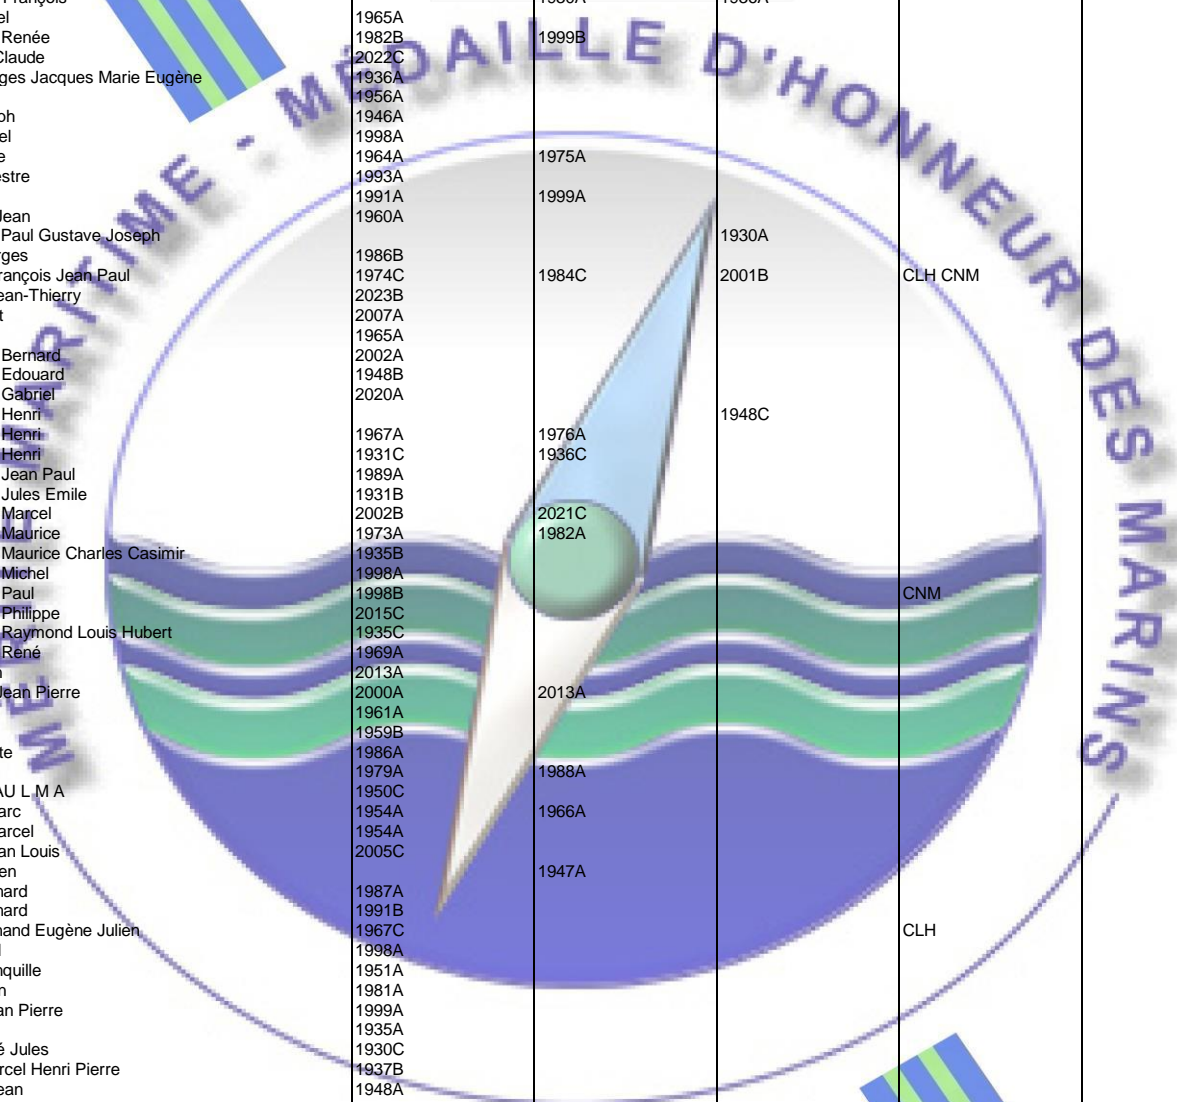 el 1965A
Renée 1982B 1999B
Claude 2022C
ges Jacques Marie Eugène 1936A
1956A
oh 1946A
el 1998A
e 1964A 1975A
estre 1993A
1991A 1999A
Jean 1960A
Paul Gustave Joseph 1930A
rges 1986B
rançois Jean Paul 1974C 1984C 2001B CLH CNM
ean-Thierry 2023B
t 2007A
1965A
Bernard 2002A
Edouard 1948B
Gabriel 2020A
Henri 1948C
Henri 1967A 1976A
Henri 1931C 1936C
Jean Paul 1989A
Jules Emile 1931B
Marcel 2002B 2021C
Maurice 1973A 1982A
Maurice Charles Casimir 1935B
Michel 1998A
Paul 1998B CNM
Philippe 2015C
Raymond Louis Hubert 1935C
René 1969A
n 2013A
Jean Pierre 2000A 2013A
1961A
1959B
te 1986A
1979A 1988A
AU L M A 1950C
arc 1954A 1966A
arcel 1954A
an Louis 2005C
en 1947A
nard 1987A
nard 1991B
nand Eugène Julien 1967C CLH
l 1998A
nquille 1951A
n 1981A
an Pierre 1999A
1935A
é Jules 1930C
rcel Henri Pierre 1937B
ean 1948A
MARITIME - MÉDAILLE D'HONNEUR DES MARINS